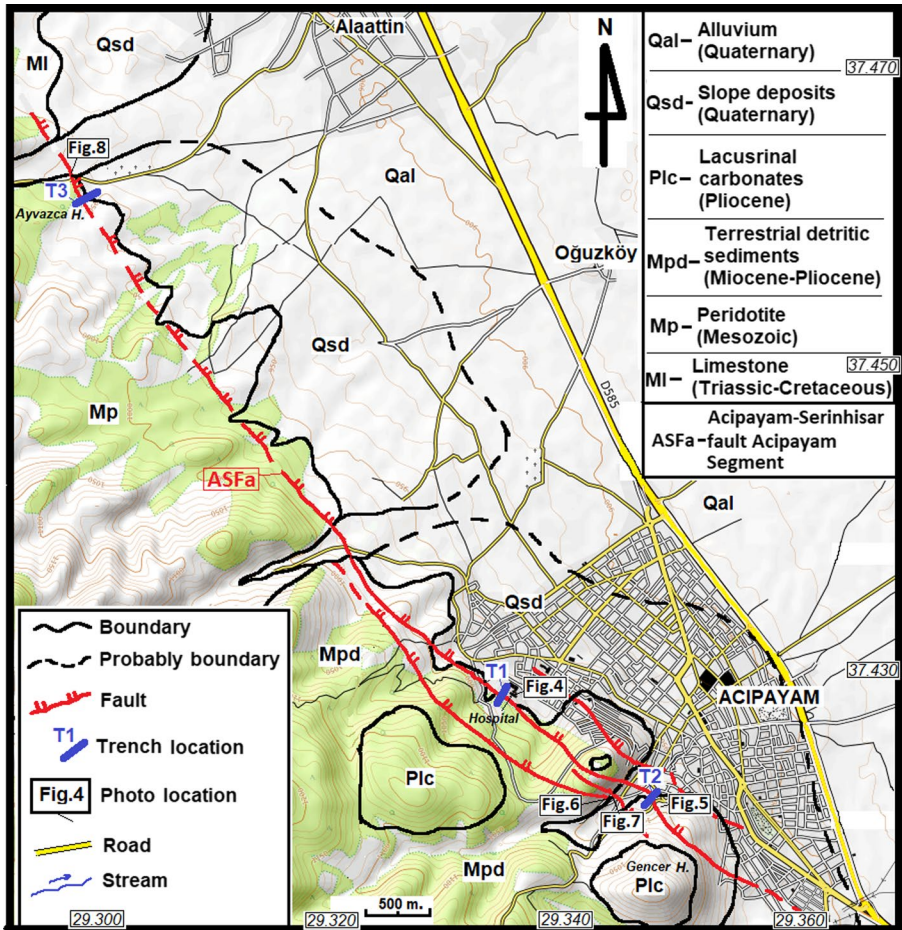 Alaattin
N
Qsd
Ml
Fig.8
T3
Ayvazca H.
Qal
Oğuzköy
Qsd
D585
Mp
ASFa
Qal
Qsd
Mpd
T1
Fig.4
Hospital
ACIPAYAM
Plc
T2
Fig.6
Fig.5
Fig.7
Mpd
Gencer H.
Plc
Qal– Alluvium
(Quaternary)
37.470
Qsd– Slope deposits
(Quaternary)
Plc– Lacusrinal
carbonates
(Pliocene)
Mpd– Terrestrial detritic
sediments
(Miocene-Pliocene)
Mp– Peridotite
(Mesozoic)
37.450
Ml– Limestone
(Triassic-Cretaceous)
Acipayam-Serinhisar
ASFa–fault Acipayam
Segment
37.430
Boundary
Probably boundary
Fault
T1 Trench location
Fig.4 Photo location
Road
Stream
29.300
29.320
500 m.
29.340
29.360